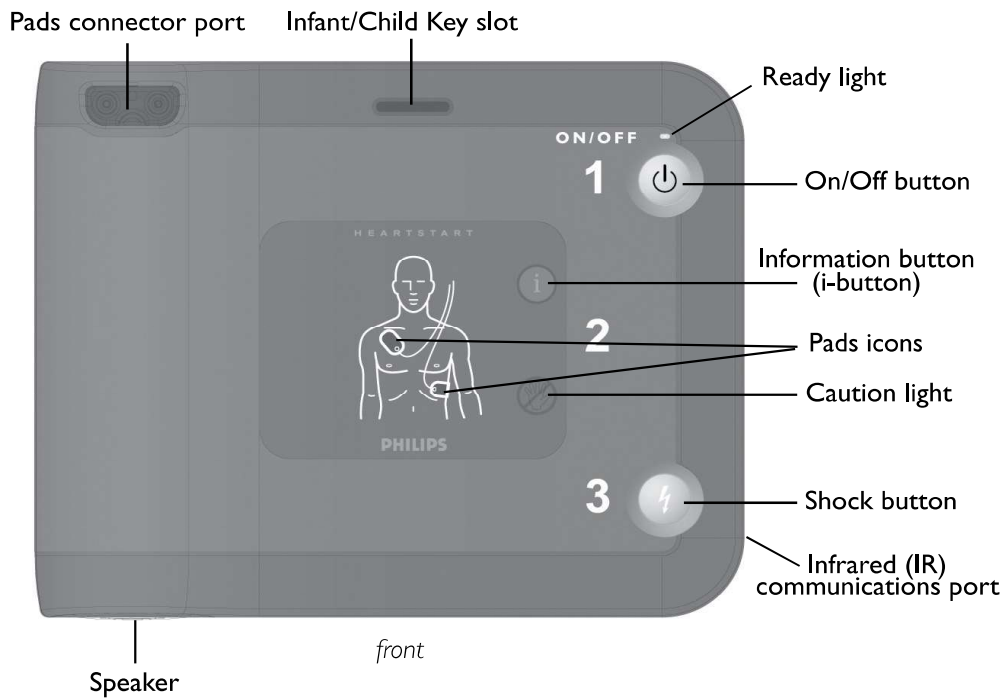 Pads connector port
Infant/Child Key slot
Ready light
ON/OFF
1
On/Off button
HEARTSTART
Information button
(i-button)
i
2
Pads icons
Caution light
PHILIPS
3
Shock button
Infrared (IR)
communications port
front
Speaker